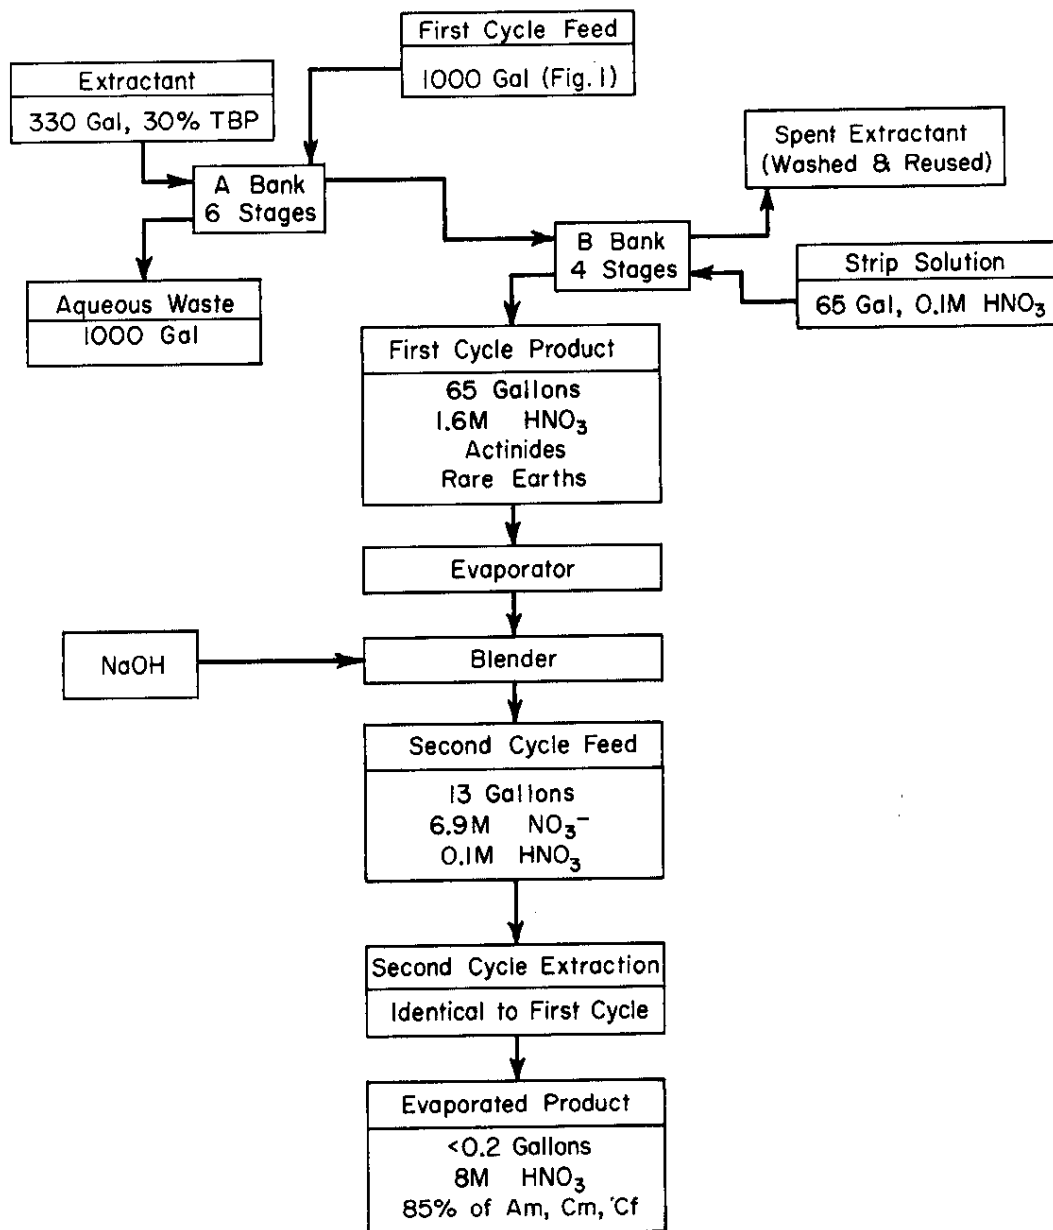 First Cycle Feed
1000 Gal (Fig. 1)
Extractant
330 Gal, 30% TBP
Spent Extractant
(Washed & Reused)
A Bank
6 Stages
B Bank
4 Stages
Strip Solution
65 Gal, 0.1M HNO₃
Aqueous Waste
1000 Gal
First Cycle Product
65 Gallons
1.6M HNO₃
Actinides
Rare Earths
Evaporator
NaOH
Blender
Second Cycle Feed
13 Gallons
6.9M NO₃⁻
0.1M HNO₃
Second Cycle Extraction
Identical to First Cycle
Evaporated Product
<0.2 Gallons
8M HNO₃
85% of Am, Cm, Cf